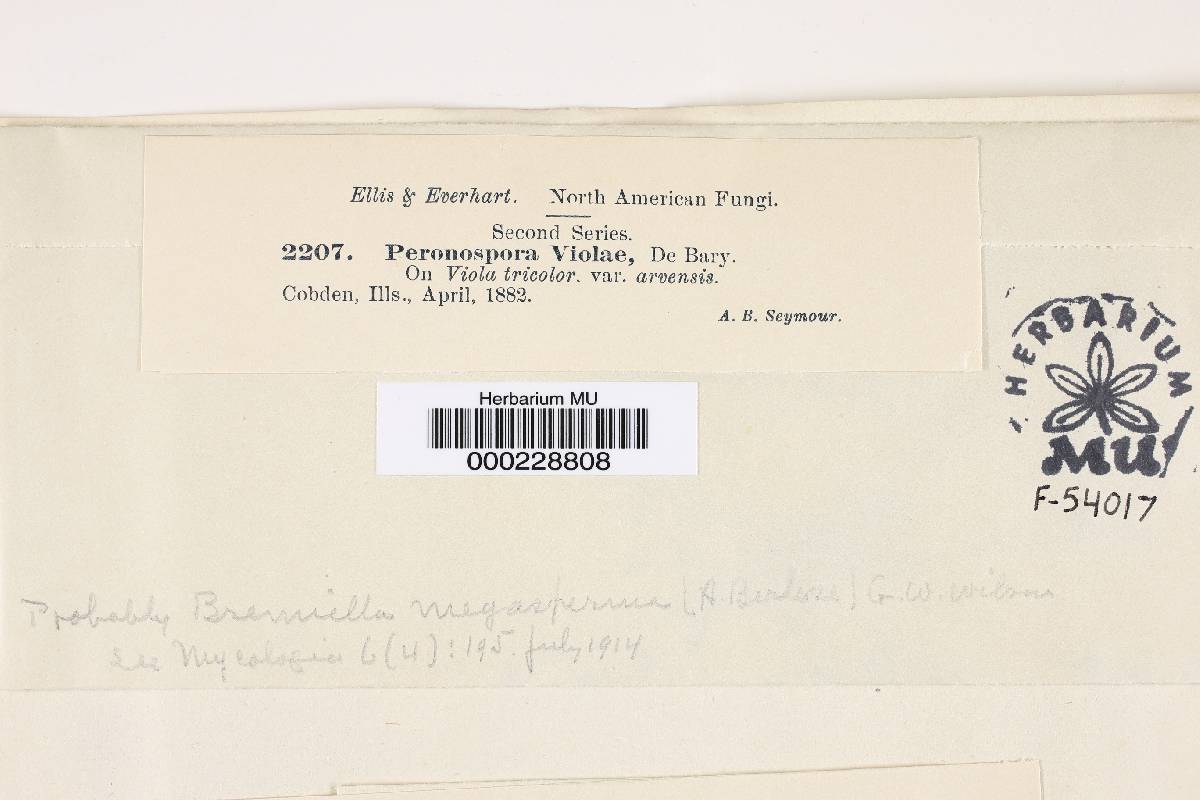 Ellis & Everhart. North American Fungi.
Second Series.
2207. Peronospora Violae, De Bary.
On Viola tricolor. var. arvensis.
Cobden, Ills., April, 1882.
A. B. Seymour.
Herbarium MU
000228808
HERBARIUM
MU
F-54017
Probably Bremiella megasperma (A. Berlese) G. W. Wilson
See Mycologia 6(4): 195. July 1914